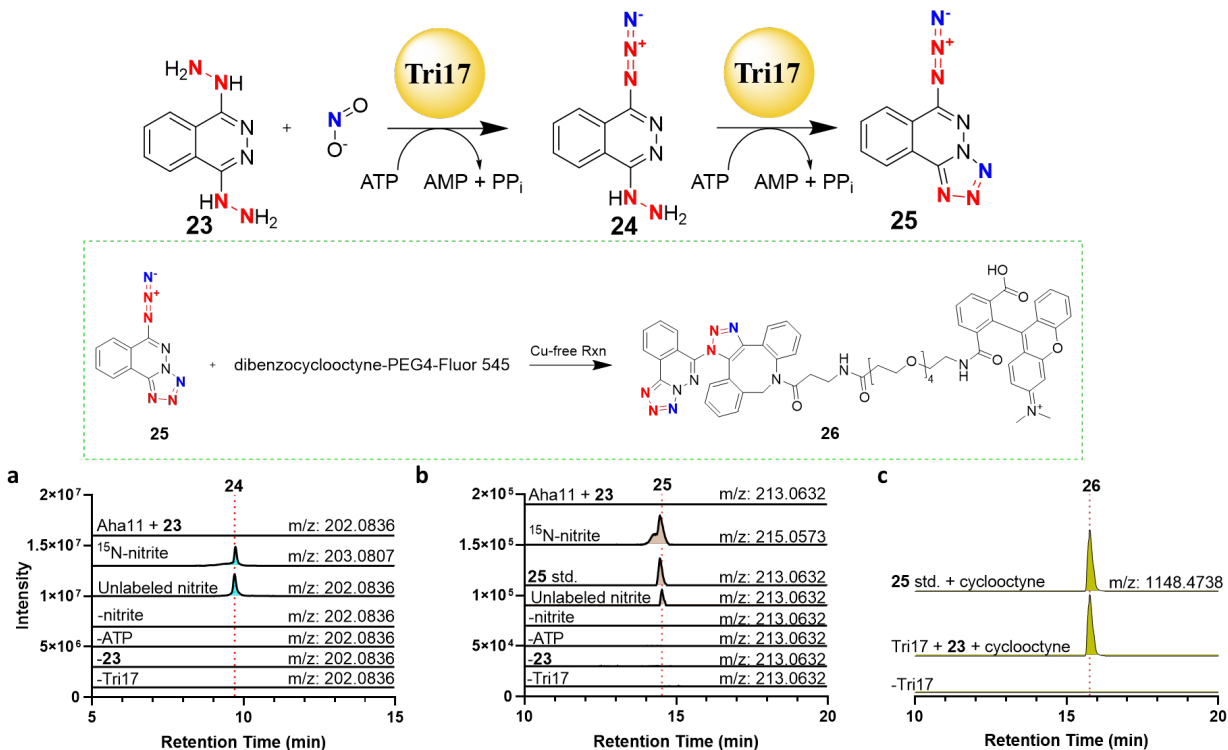 H₂N
N
H
N
N
H
N
N
NH₂
23
+
N
O
O⁻
Tri17
ATP
AMP + PPᵢ
N⁻
N⁺
N
N
N
H
N
N
NH₂
24
Tri17
ATP
AMP + PPᵢ
N⁻
N⁺
N
N
N
N
N
N
25
N⁻
N⁺
N
N
N
N
N
N
25
+
dibenzocyclooctyne-PEG4-Fluor 545
Cu-free Rxn
N
N
N
N
N
N
N
N
N
N
O
H
N
O
O
4
H
N
O
HO
O
O
N⁺
26
a
24
Intensity
2×10⁷
1.5×10⁷
1×10⁷
5×10⁶
0
Aha11 + 23 m/z: 202.0836
¹⁵N-nitrite m/z: 203.0807
Unlabeled nitrite m/z: 202.0836
-nitrite m/z: 202.0836
-ATP m/z: 202.0836
-23 m/z: 202.0836
-Tri17 m/z: 202.0836
5 10 15
Retention Time (min)
b
25
2×10⁵
1.5×10⁵
1×10⁵
5×10⁴
0
Aha11 + 23 m/z: 213.0632
¹⁵N-nitrite m/z: 215.0573
25 std. m/z: 213.0632
Unlabeled nitrite m/z: 213.0632
-nitrite m/z: 213.0632
-ATP m/z: 213.0632
-23 m/z: 213.0632
-Tri17 m/z: 213.0632
10 15 20
Retention Time (min)
c
26
25 std. + cyclooctyne m/z: 1148.4738
Tri17 + 23 + cyclooctyne
-Tri17
10 15 20
Retention Time (min)